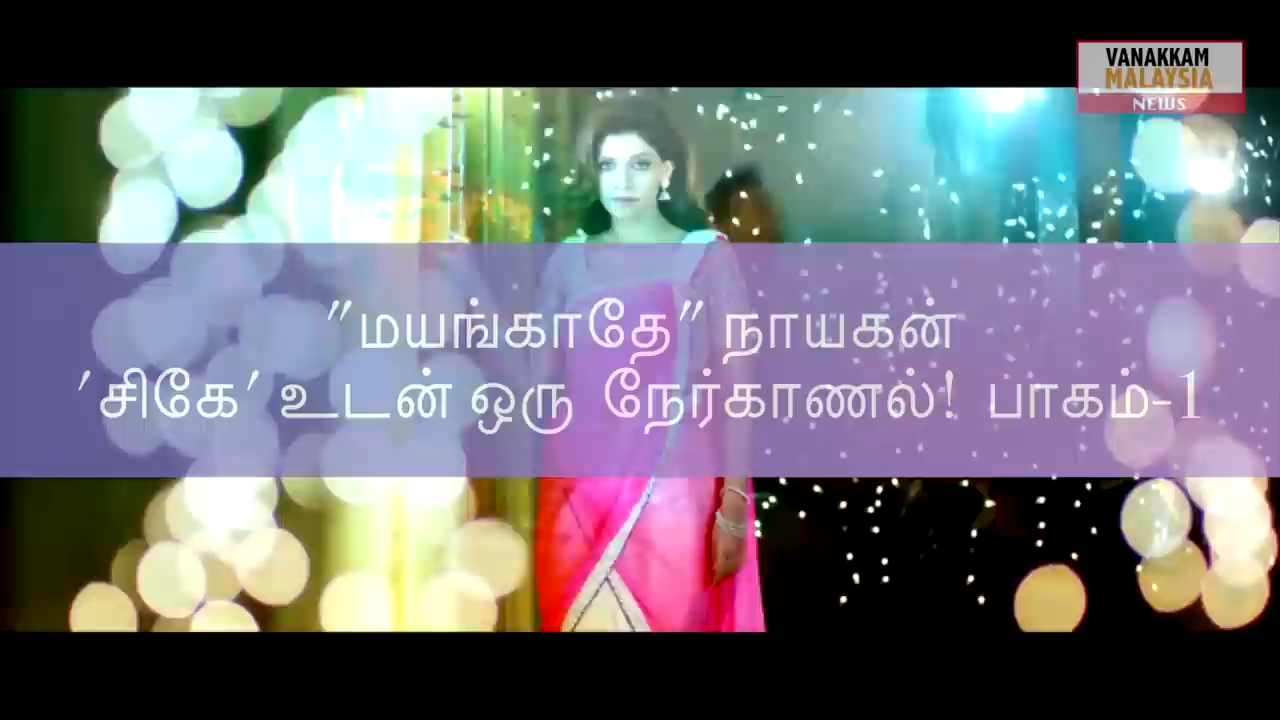 VANAKKAM
MALAYSIA
NEWS
"மயங்காதே" நாயகன்
'சிகே' உடன் ஒரு நேர்காணல்! பாகம்-1